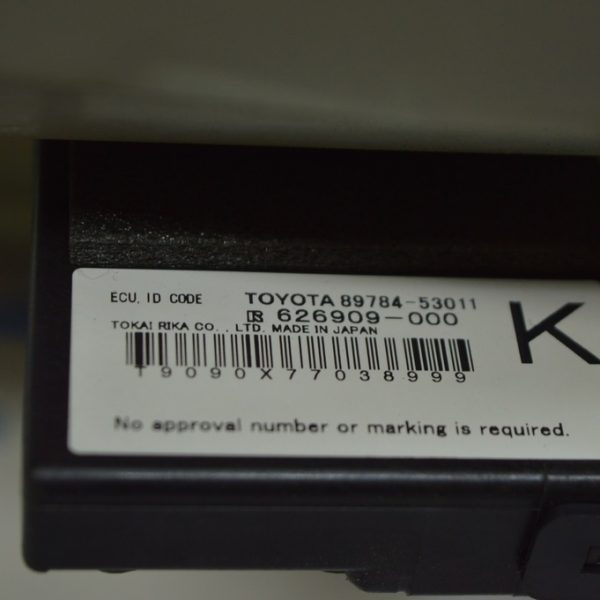 ECU, ID CODE TOYOTA 89784-53011
R 626909-000
TOKAI RIKA CO., LTD. MADE IN JAPAN
K
T9090X77038999
No approval number or marking is required.